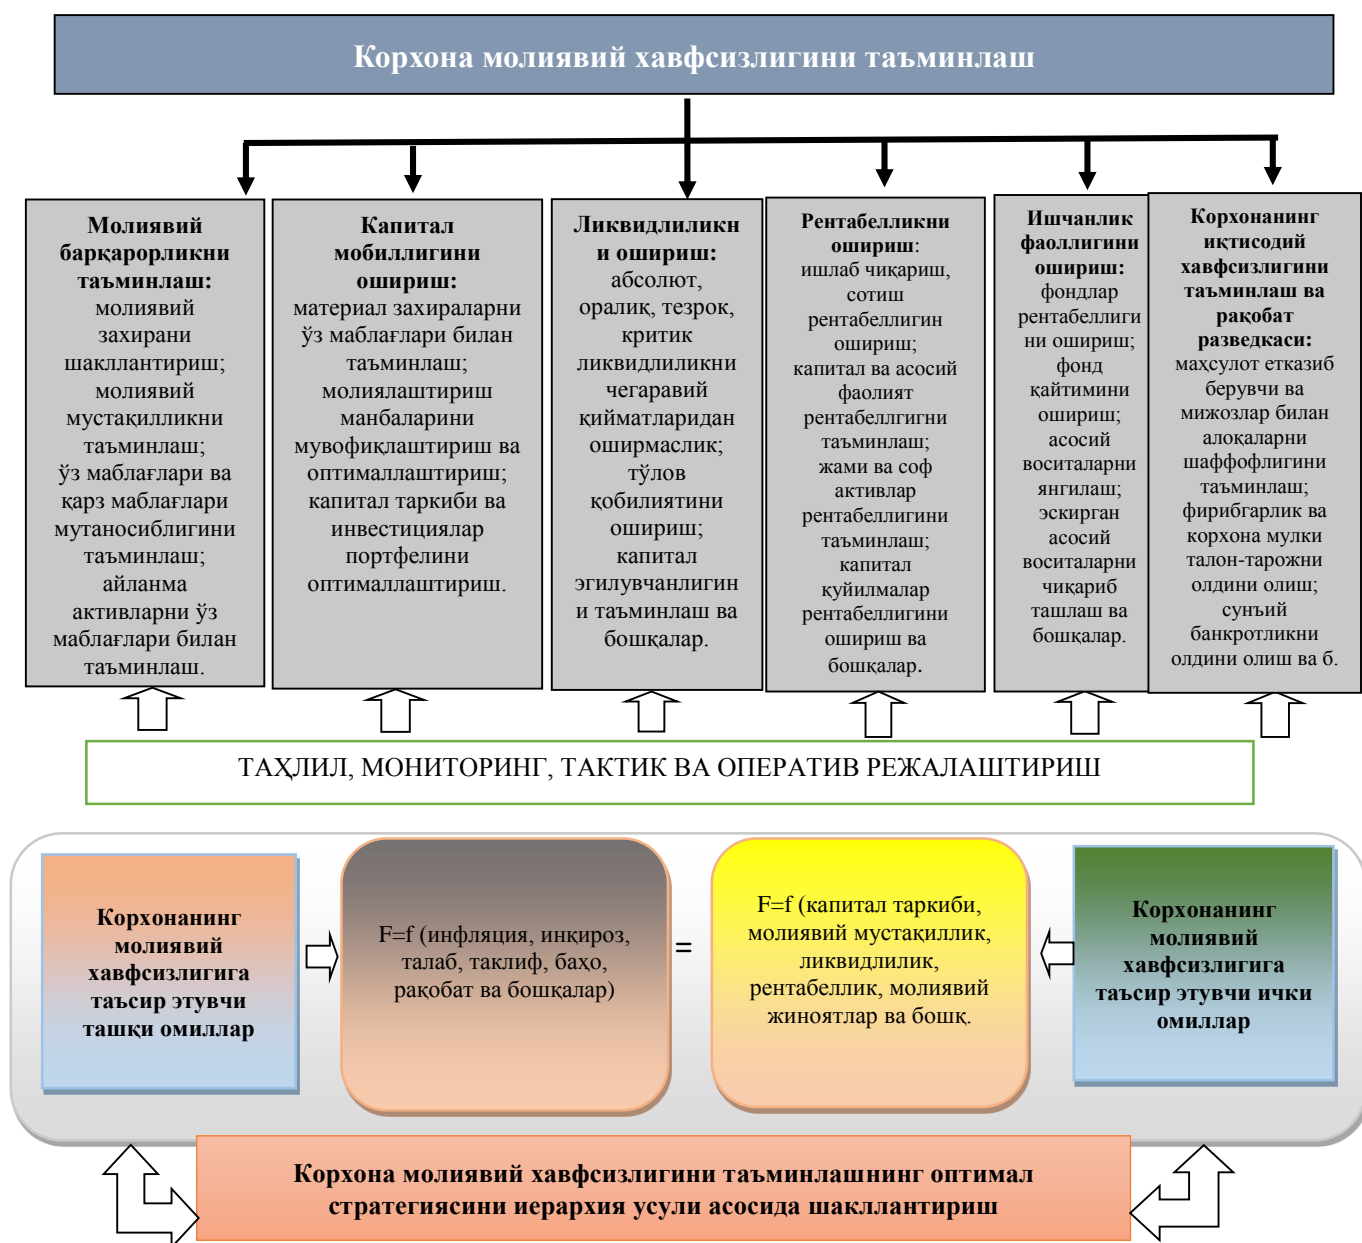 Корхона молиявий хавфсизлигини таъминлаш
Молиявий
барқарорликни
таъминлаш:
молиявий
захирани
шакллантириш;
молиявий
мустақилликни
таъминлаш;
ўз маблағлари ва
қарз маблағлари
мутаносиблигини
таъминлаш;
айланма
активларни ўз
маблағлари билан
таъминлаш.
Капитал
мобиллигини
ошириш:
материал захираларни
ўз маблағлари билан
таъминлаш;
молиялаштириш
манбаларини
мувофиқлаштириш ва
оптималлаштириш;
капитал таркиби ва
инвестициялар
портфелини
оптималлаштириш.
Ликвидлиликн
и ошириш:
абсолют,
оралиқ, тезрок,
критик
ликвидлиликни
чегаравий
қийматларидан
оширмаслик;
тўлов
қобилиятини
ошириш;
капитал
эгилувчанлигин
и таъминлаш ва
бошқалар.
Рентабелликни
ошириш:
ишлаб чиқариш,
сотиш
рентабеллигин
ошириш;
капитал ва асосий
фаолият
рентабеллгигни
таъминлаш;
жами ва соф
активлар
рентабеллигини
таъминлаш;
капитал
қуйилмалар
рентабеллигини
ошириш ва
бошқалар.
Ишчанлик
фаоллигини
ошириш:
фондлар
рентабеллиги
ни ошириш;
фонд
қайтимини
ошириш;
асосий
воситаларни
янгилаш;
эскирган
асосий
воситаларни
чиқариб
ташлаш ва
бошқалар.
Корхонанинг
иқтисодий
хавфсизлигини
таъминлаш ва
рақобат
разведкаси:
маҳсулот етказиб
берувчи ва
мижозлар билан
алоқаларни
шаффофлигини
таъминлаш;
фирибгарлик ва
корхона мулки
талон-тарожни
олдини олиш;
сунъий
банкротликни
олдини олиш ва б.
ТАҲЛИЛ, МОНИТОРИНГ, ТАКТИК ВА ОПЕРАТИВ РЕЖАЛАШТИРИШ
Корхонанинг
молиявий
хавфсизлигига
таъсир этувчи
ташқи омиллар
F=f (инфляция, инқироз,
талаб, таклиф, баҳо,
рақобат ва бошқалар)
=
F=f (капитал таркиби,
молиявий мустақиллик,
ликвидлилик,
рентабеллик, молиявий
жиноятлар ва бошқ.
Корхонанинг
молиявий
хавфсизлигига
таъсир этувчи ички
омиллар
Корхона молиявий хавфсизлигини таъминлашнинг оптимал
стратегиясини иерархия усули асосида шакллантириш